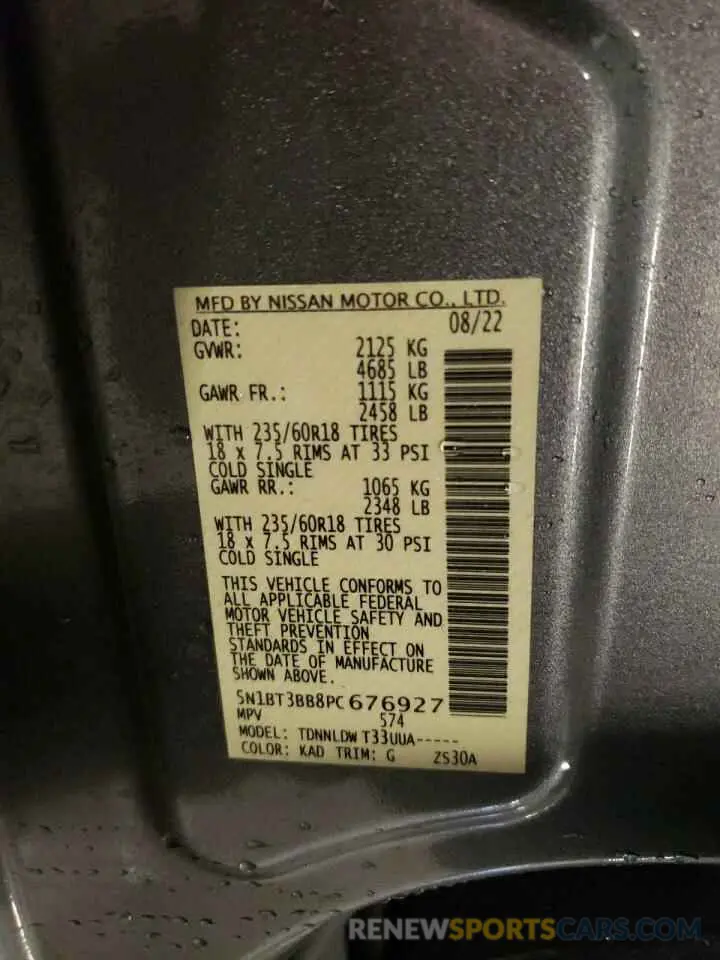 MFD BY NISSAN MOTOR CO., LTD.
DATE: 08/22
GVWR: 2125 KG
4685 LB
GAWR FR.: 1115 KG
2458 LB
WITH 235/60R18 TIRES
18 x 7.5 RIMS AT 33 PSI
COLD SINGLE
GAWR RR.: 1065 KG
2348 LB
WITH 235/60R18 TIRES
18 x 7.5 RIMS AT 30 PSI
COLD SINGLE
THIS VEHICLE CONFORMS TO
ALL APPLICABLE FEDERAL
MOTOR VEHICLE SAFETY AND
THEFT PREVENTION
STANDARDS IN EFFECT ON
THE DATE OF MANUFACTURE
SHOWN ABOVE.
5N1BT3BB8PC676927
MPV 574
MODEL: TDNNLDW T33UUA-----
COLOR: KAD TRIM: G 2S30A
RENEWSPORTSCARS.COM